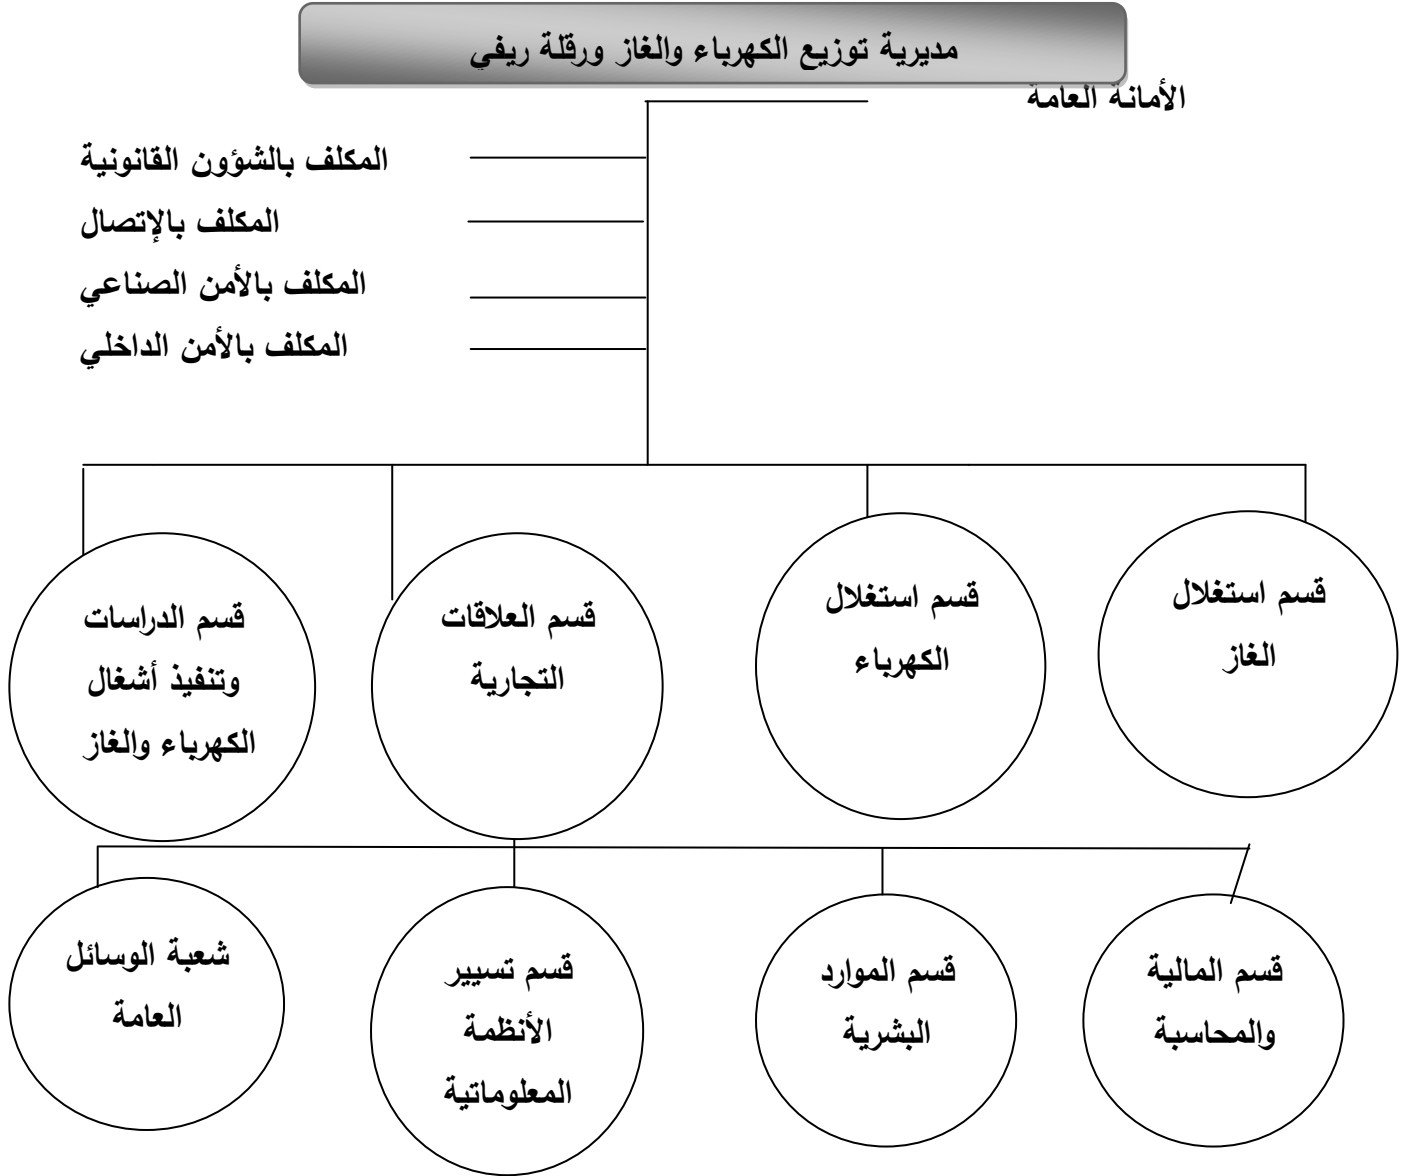 مديرية توزيع الكهرباء والغاز ورقلة ريفي
الأمانة العامة
المكلف بالشؤون القانونية
المكلف بالإتصال
المكلف بالأمن الصناعي
المكلف بالأمن الداخلي
قسم استغلال
الغاز
قسم استغلال
الكهرباء
قسم العلاقات
التجارية
قسم الدراسات
وتنفيذ أشغال
الكهرباء والغاز
قسم المالية
والمحاسبة
قسم الموارد
البشرية
قسم تسيير
الأنظمة
المعلوماتية
شعبة الوسائل
العامة